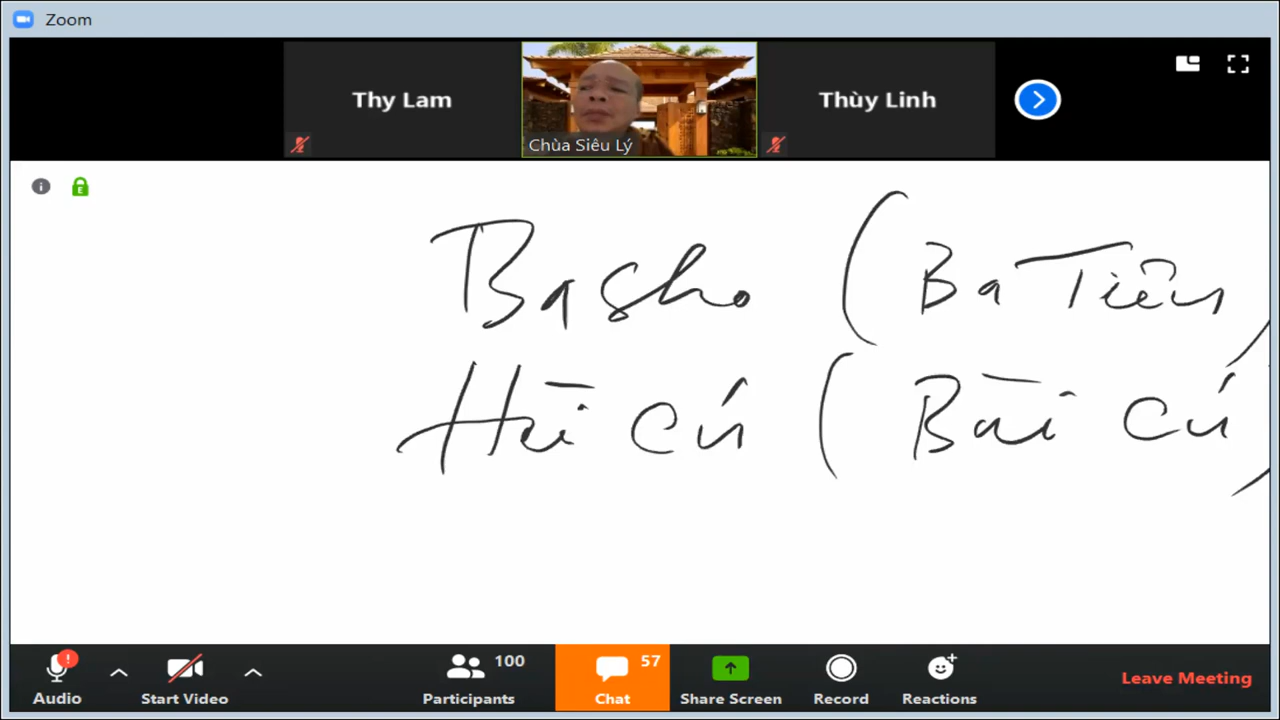 Zoom
Thy Lam
Chùa Siêu Lý
Thùy Linh
E
Basho (Ba Tiêu)
Hài Cú (Bài Cú)
Audio
Start Video
100
Participants
57
Chat
Share Screen
Record
Reactions
Leave Meeting